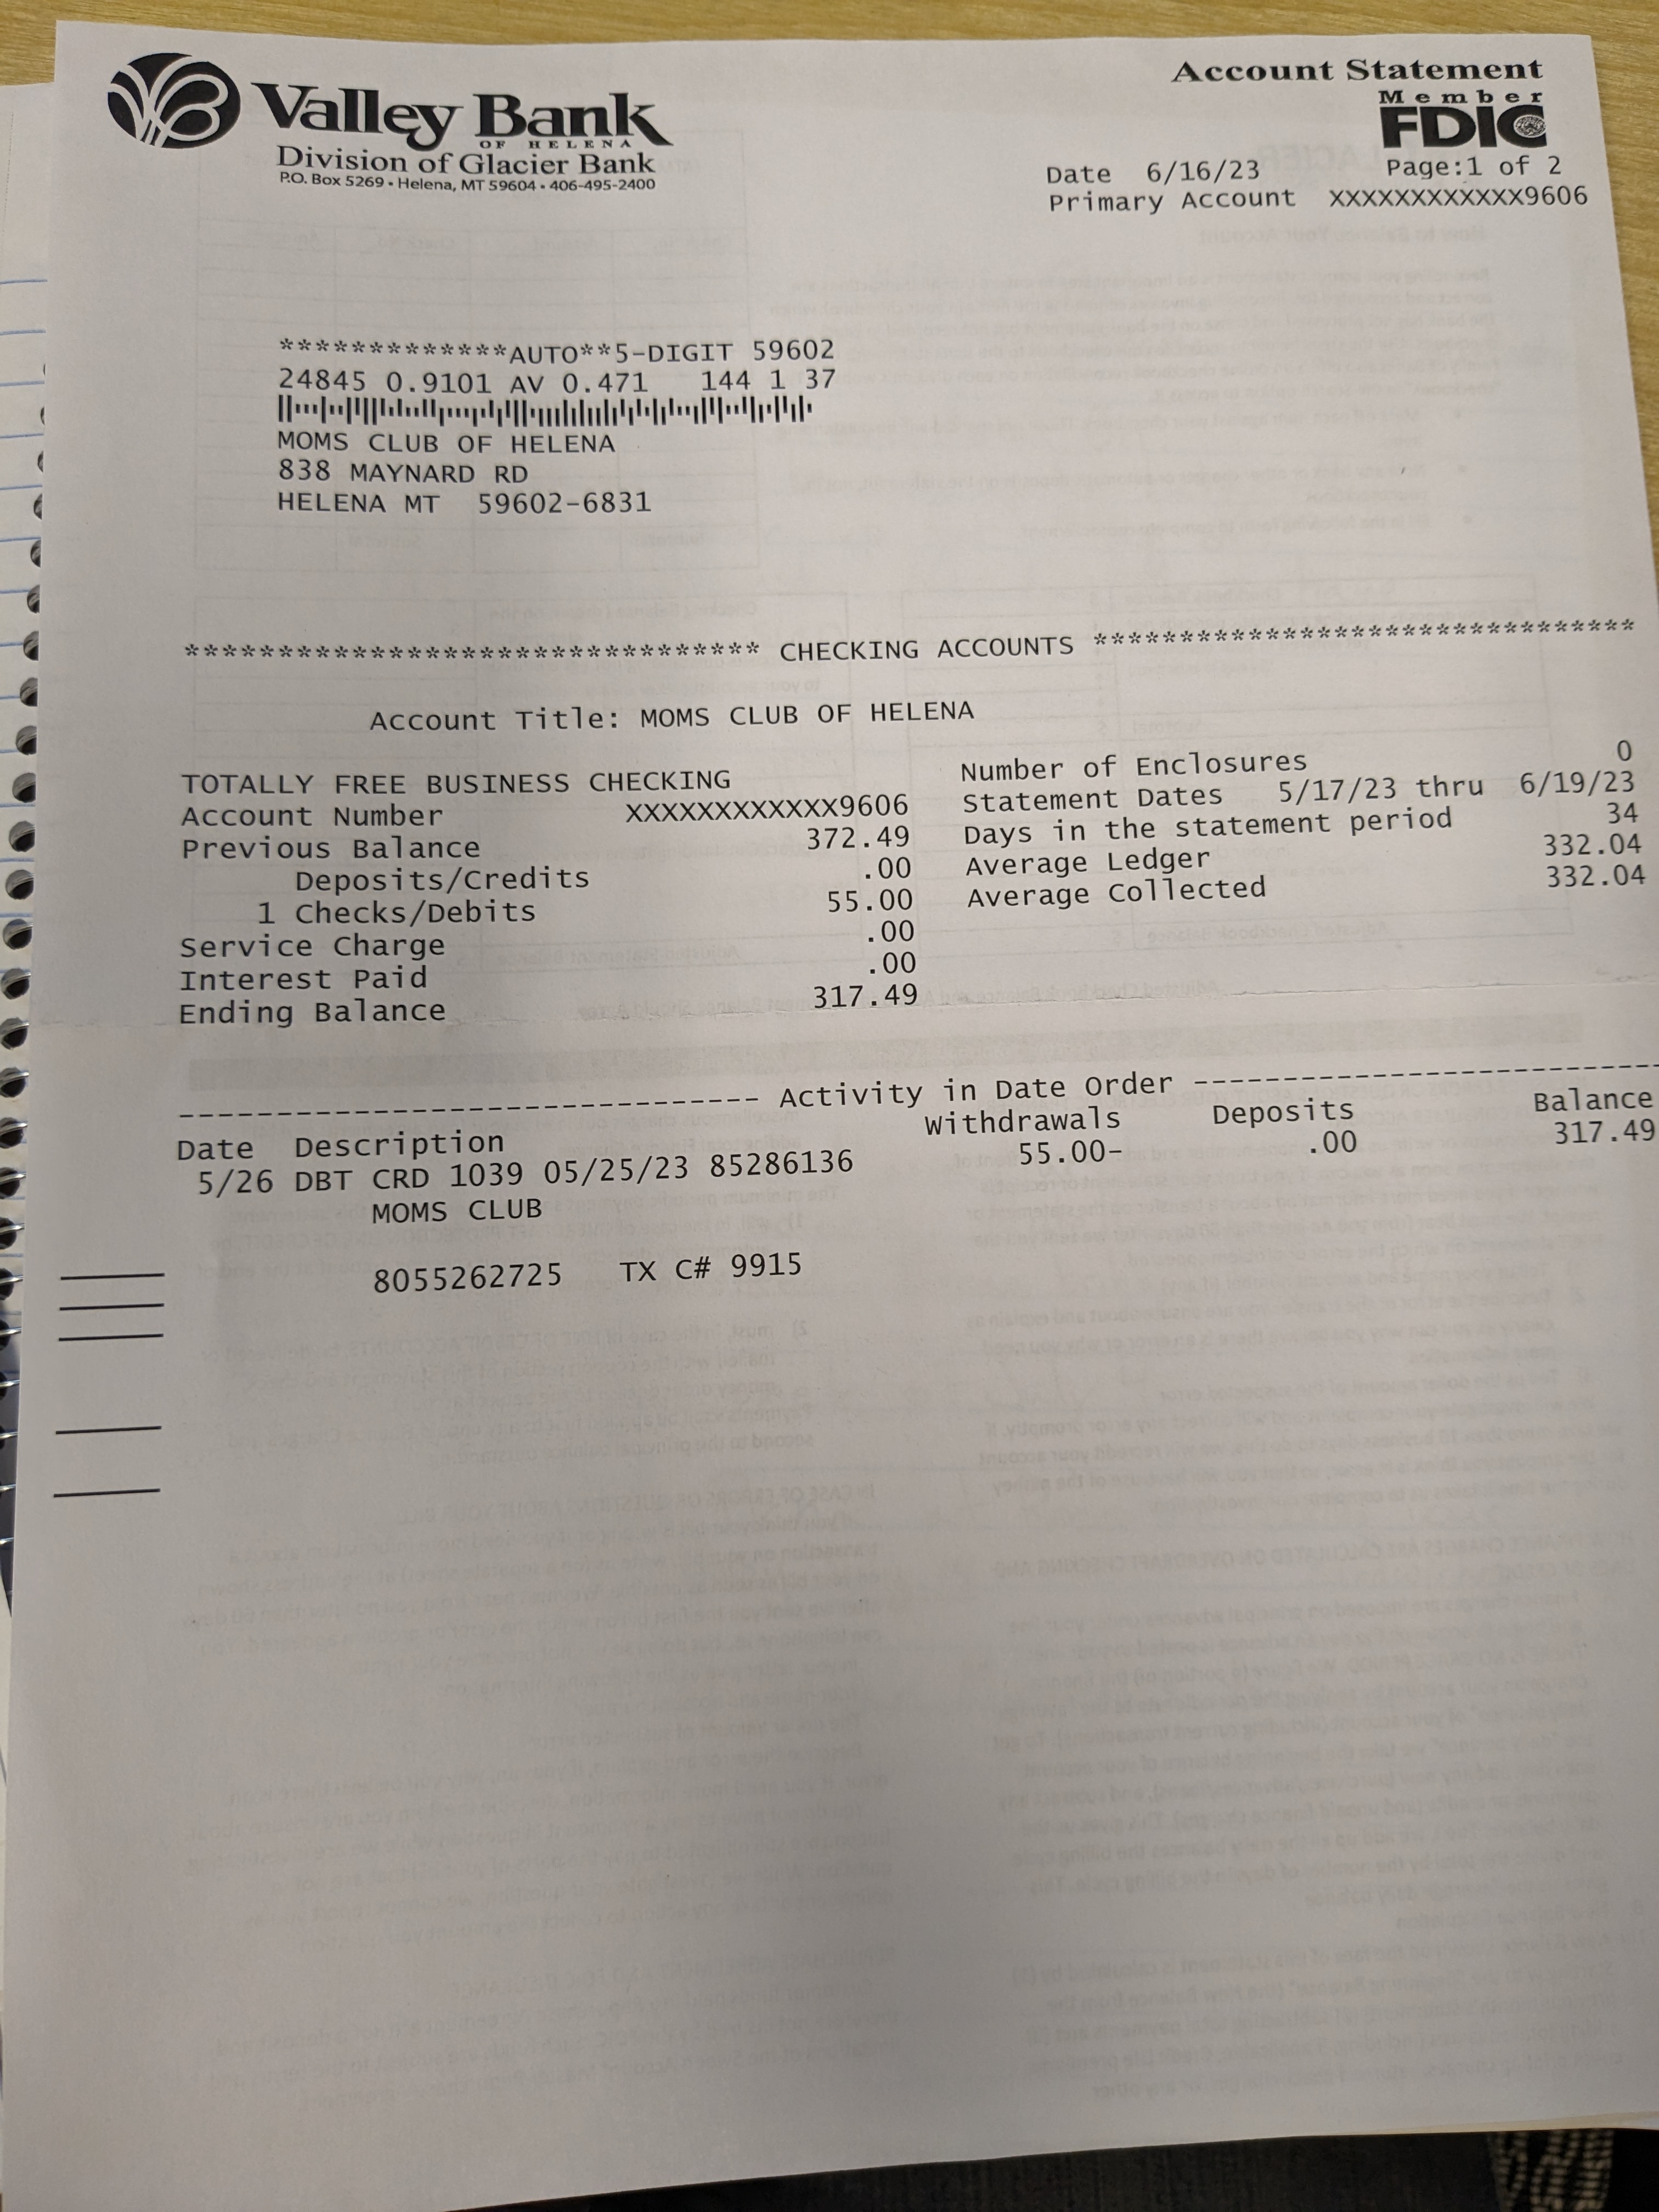 Valley Bank
OF HELENA
Division of Glacier Bank
P.O. Box 5269 • Helena, MT 59604 • 406-495-2400
Account Statement
Member
FDIC
Date 6/16/23 Page:1 of 2
Primary Account XXXXXXXXXXXX9606
*************AUTO**5-DIGIT 59602
24845 0.9101 AV 0.471 144 1 37
MOMS CLUB OF HELENA
838 MAYNARD RD
HELENA MT 59602-6831
******************************* CHECKING ACCOUNTS *******************************
Account Title: MOMS CLUB OF HELENA
TOTALLY FREE BUSINESS CHECKING Number of Enclosures 0
Account Number XXXXXXXXXXXX9606 Statement Dates 5/17/23 thru 6/19/23
Previous Balance 372.49 Days in the statement period 34
Deposits/Credits .00 Average Ledger 332.04
1 Checks/Debits 55.00 Average Collected 332.04
Service Charge .00
Interest Paid .00
Ending Balance 317.49
------------------------------- Activity in Date Order -------------------------
Date Description Withdrawals Deposits Balance
5/26 DBT CRD 1039 05/25/23 85286136 55.00- .00 317.49
MOMS CLUB
8055262725 TX C# 9915